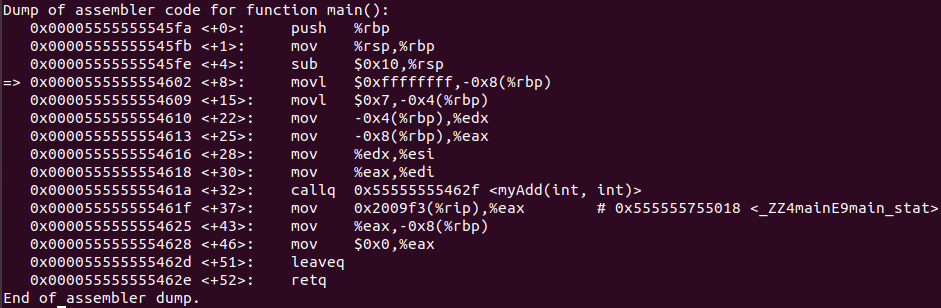 Dump of assembler code for function main():
   0x00005555555545fa <+0>:     push   %rbp
   0x00005555555545fb <+1>:     mov    %rsp,%rbp
   0x00005555555545fe <+4>:     sub    $0x10,%rsp
=> 0x0000555555554602 <+8>:     movl   $0xffffffff,-0x8(%rbp)
   0x0000555555554609 <+15>:    movl   $0x7,-0x4(%rbp)
   0x0000555555554610 <+22>:    mov    -0x4(%rbp),%edx
   0x0000555555554613 <+25>:    mov    -0x8(%rbp),%eax
   0x0000555555554616 <+28>:    mov    %edx,%esi
   0x0000555555554618 <+30>:    mov    %eax,%edi
   0x000055555555461a <+32>:    callq  0x55555555462f <myAdd(int, int)>
   0x000055555555461f <+37>:    mov    0x2009f3(%rip),%eax        # 0x555555755018 <_ZZ4mainE9main_stat>
   0x0000555555554625 <+43>:    mov    %eax,-0x8(%rbp)
   0x0000555555554628 <+46>:    mov    $0x0,%eax
   0x000055555555462d <+51>:    leaveq
   0x000055555555462e <+52>:    retq
End of assembler dump.